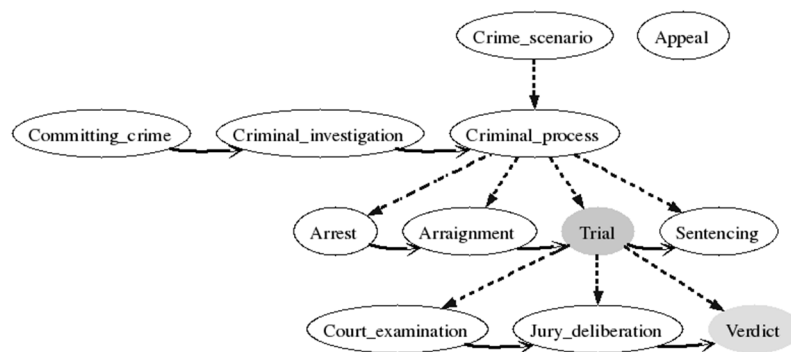 Crime_scenario Appeal
Committing_crime Criminal_investigation Criminal_process
Arrest Arraignment Trial Sentencing
Court_examination Jury_deliberation Verdict